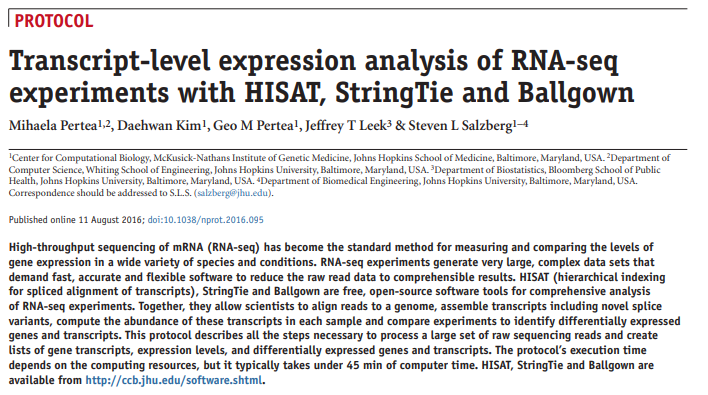 PROTOCOL
Transcript-level expression analysis of RNA-seq
experiments with HISAT, StringTie and Ballgown
Mihaela Pertea1,2, Daehwan Kim1, Geo M Pertea1, Jeffrey T Leek3 & Steven L Salzberg1–4
1Center for Computational Biology, McKusick-Nathans Institute of Genetic Medicine, Johns Hopkins School of Medicine, Baltimore, Maryland, USA. 2Department of
Computer Science, Whiting School of Engineering, Johns Hopkins University, Baltimore, Maryland, USA. 3Department of Biostatistics, Bloomberg School of Public
Health, Johns Hopkins University, Baltimore, Maryland, USA. 4Department of Biomedical Engineering, Johns Hopkins University, Baltimore, Maryland, USA.
Correspondence should be addressed to S.L.S. (salzberg@jhu.edu).
Published online 11 August 2016; doi:10.1038/nprot.2016.095
High-throughput sequencing of mRNA (RNA-seq) has become the standard method for measuring and comparing the levels of
gene expression in a wide variety of species and conditions. RNA-seq experiments generate very large, complex data sets that
demand fast, accurate and flexible software to reduce the raw read data to comprehensible results. HISAT (hierarchical indexing
for spliced alignment of transcripts), StringTie and Ballgown are free, open-source software tools for comprehensive analysis
of RNA-seq experiments. Together, they allow scientists to align reads to a genome, assemble transcripts including novel splice
variants, compute the abundance of these transcripts in each sample and compare experiments to identify differentially expressed
genes and transcripts. This protocol describes all the steps necessary to process a large set of raw sequencing reads and create
lists of gene transcripts, expression levels, and differentially expressed genes and transcripts. The protocol's execution time
depends on the computing resources, but it typically takes under 45 min of computer time. HISAT, StringTie and Ballgown are
available from http://ccb.jhu.edu/software.shtml.